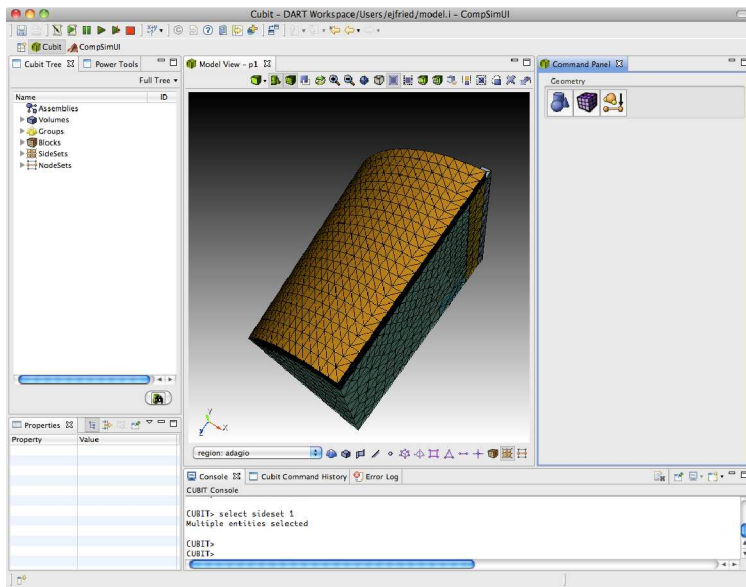 Cubit - DART Workspace/Users/ejfried/model.i - CompSimUI
Cubit
CompSimUI
Cubit Tree
Power Tools
Full Tree
Name
ID
Assemblies
Volumes
Groups
Blocks
SideSets
NodeSets
Properties
Property
Value
Model View - p1
Y
X
Z
region: adagio
Console
Cubit Command History
Error Log
CUBIT Console
CUBIT> select sideset 1
Multiple entities selected
CUBIT>
CUBIT>
Command Panel
Geometry